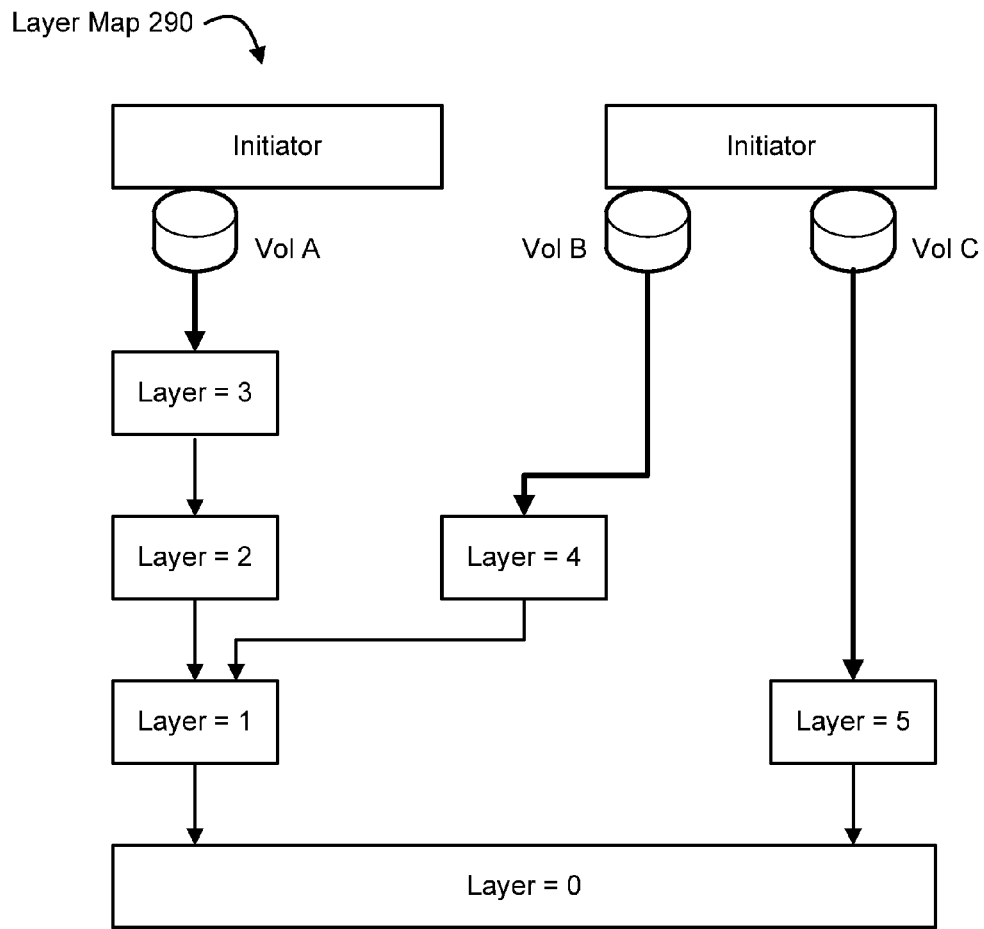 Layer Map 290
Initiator
Initiator
Vol A
Vol B
Vol C
Layer = 3
Layer = 2
Layer = 4
Layer = 1
Layer = 5
Layer = 0